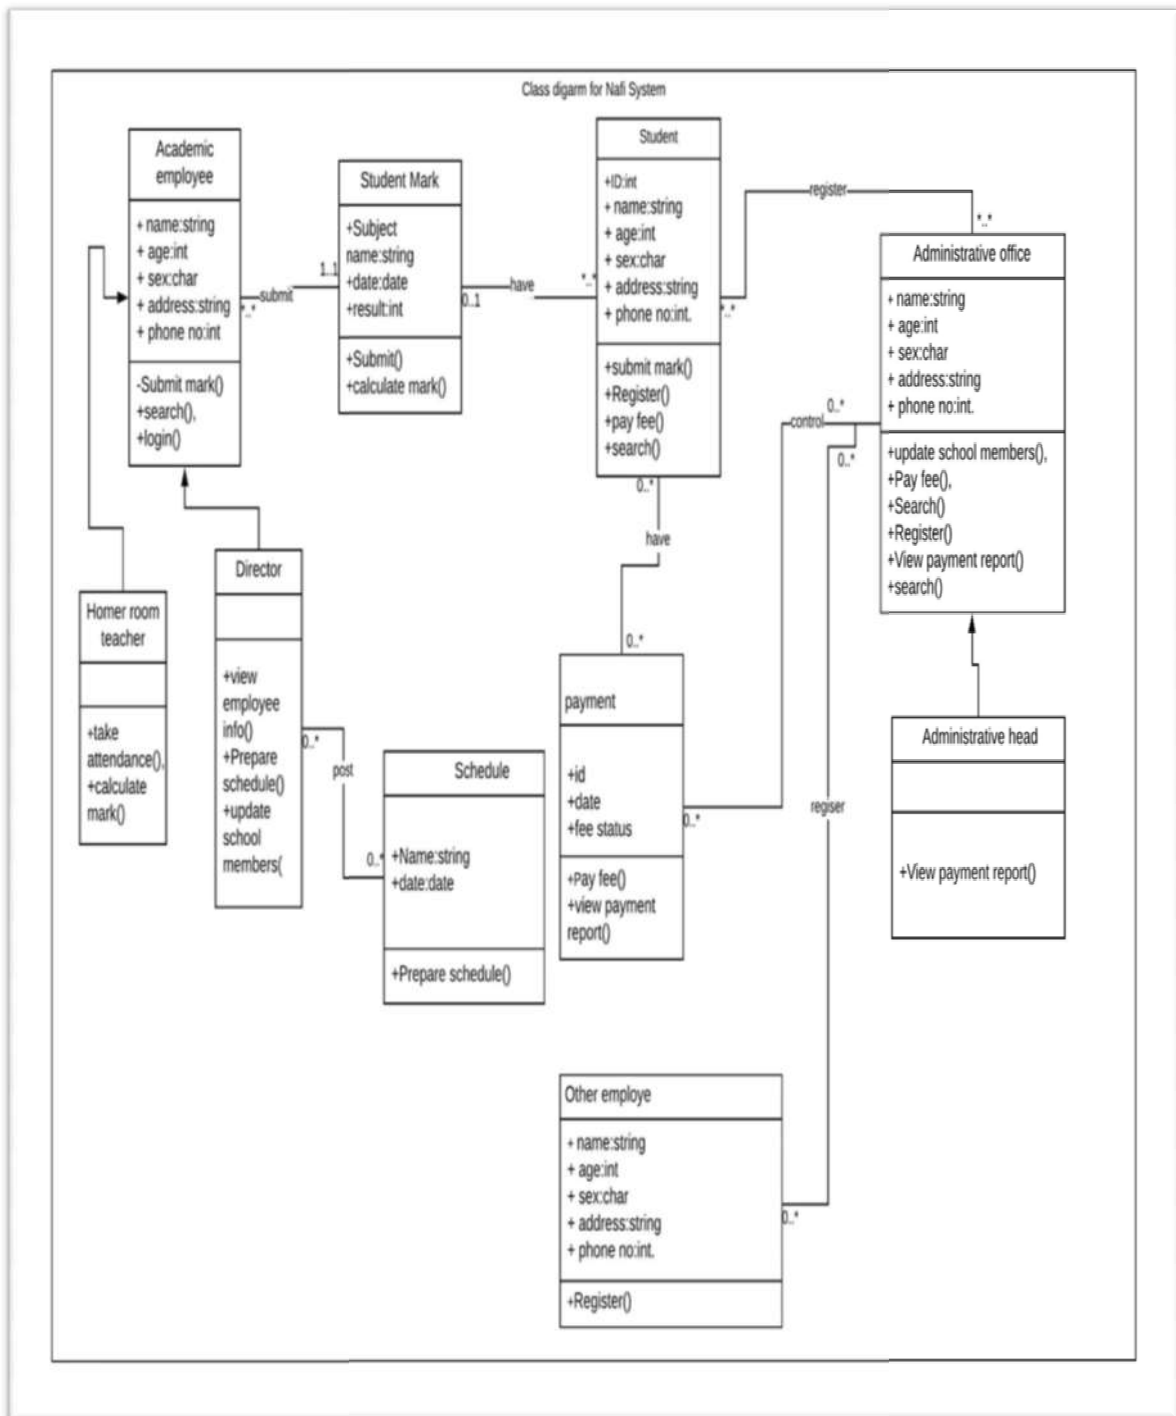 Class digarm for Nafi System
Academic
employee
+ name:string
+ age:int
+ sex:char
+ address:string
+ phone no:int
-Submit mark()
+search(),
+login()
*..*
submit
1..1
Student Mark
+Subject
name:string
+date:date
+result:int
+Submit()
+calculate mark()
0..1
have
*..*
Student
+ID:int
+ name:string
+ age:int
+ sex:char
+ address:string
+ phone no:int.
+submit mark()
+Register()
+pay fee()
+search()
*..*
register
*..*
Administrative office
+ name:string
+ age:int
+ sex:char
+ address:string
+ phone no:int.
+update school members(),
+Pay fee(),
+Search()
+Register()
+View payment report()
+search()
0..*
control
0..*
0..*
have
0..*
Homer room
teacher
+take
attendance(),
+calculate
mark()
Director
+view
employee
info()
+Prepare
schedule()
+update
school
members(
0..*
post
0..*
Schedule
+Name:string
+date:date
+Prepare schedule()
payment
+id
+date
+fee status
+Pay fee()
+view payment
report()
0..*
regiser
Administrative head
+View payment report()
Other employe
+ name:string
+ age:int
+ sex:char
+ address:string
+ phone no:int.
+Register()
0..*